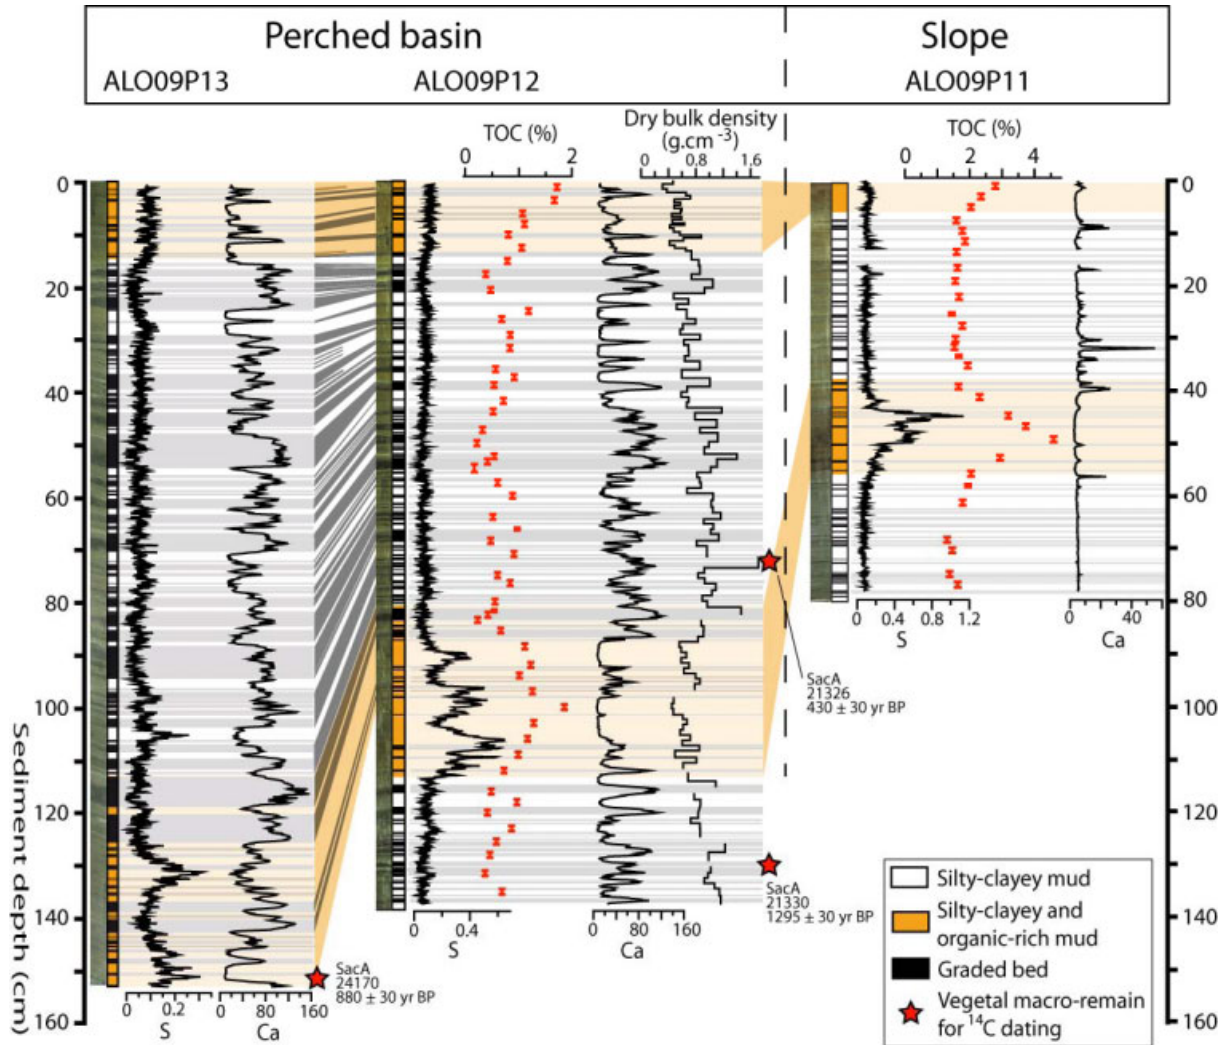 Perched basin
Slope
ALO09P13
ALO09P12
ALO09P11
TOC (%)
0 2
Dry bulk density
(g.cm-3)
0 0.8 1.6
TOC (%)
0 2 4
Sediment depth (cm)
0
20
40
60
80
100
120
140
160
0
20
40
60
80
100
120
140
160
0 0.2
S
0 80 160
Ca
SacA
24170
880 ± 30 yr BP
0 0.4
S
0 80 160
Ca
SacA
21330
1295 ± 30 yr BP
SacA
21326
430 ± 30 yr BP
0 0.4 0.8 1.2
S
0 40
Ca
Silty-clayey mud
Silty-clayey and
organic-rich mud
Graded bed
Vegetal macro-remain
for 14C dating